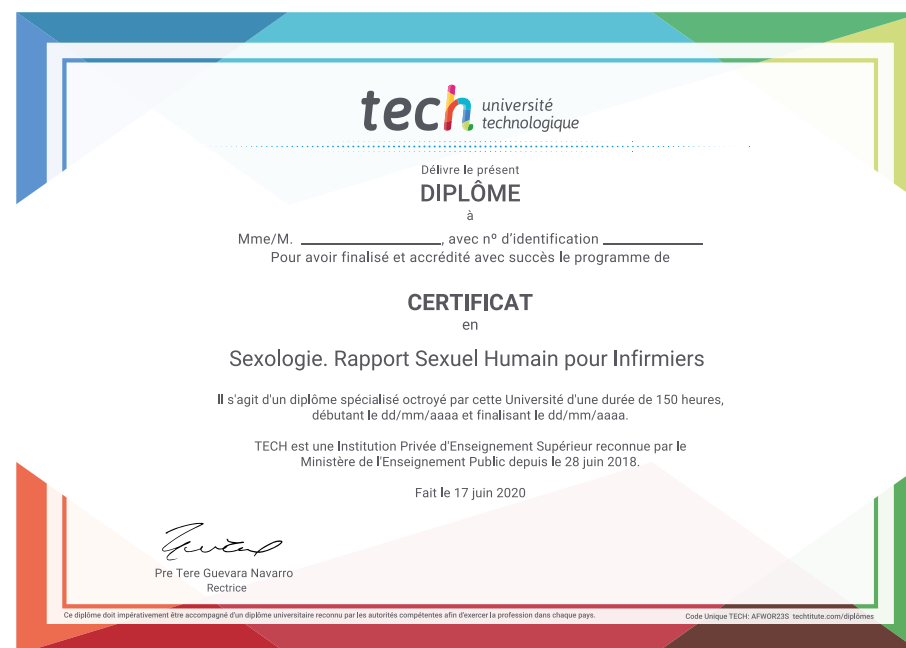 tech université
technologique
Délivre le présent
DIPLÔME
à
Mme/M. ____________________, avec nº d'identification ______________
Pour avoir finalisé et accrédité avec succès le programme de
CERTIFICAT
en
Sexologie. Rapport Sexuel Humain pour Infirmiers
Il s'agit d'un diplôme spécialisé octroyé par cette Université d'une durée de 150 heures,
débutant le dd/mm/aaaa et finalisant le dd/mm/aaaa.
TECH est une Institution Privée d'Enseignement Supérieur reconnue par le
Ministère de l'Enseignement Public depuis le 28 juin 2018.
Fait le 17 juin 2020
Pre Tere Guevara Navarro
Rectrice
Ce diplôme doit impérativement être accompagné d'un diplôme universitaire reconnu par les autorités compétentes afin d'exercer la profession dans chaque pays.
Code Unique TECH: AFWOR23S techtitute.com/diplômes